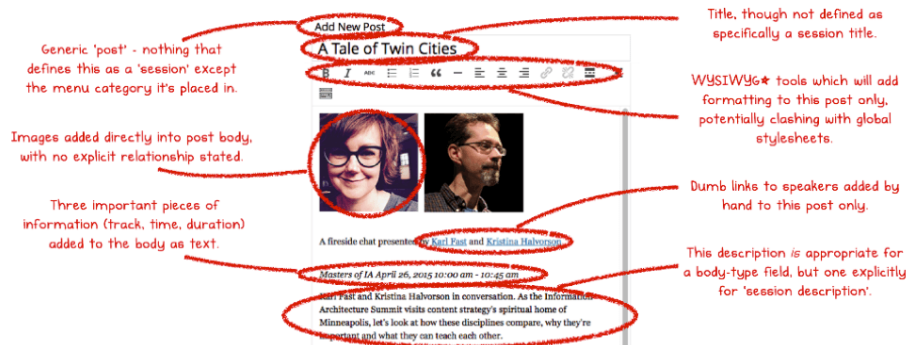 Add New Post
A Tale of Twin Cities
B I ABC
Generic 'post' - nothing that
defines this as a 'session' except
the menu category it's placed in.
Images added directly into post body,
with no explicit relationship stated.
Three important pieces of
information (track, time, duration)
added to the body as text.
Title, though not defined as
specifically a session title.
WYSIWYG* tools which will add
formatting to this post only,
potentially clashing with global
stylesheets.
Dumb links to speakers added by
hand to this post only.
This description is appropriate for
a body-type field, but one explicitly
for 'session description'.
A fireside chat presented by Karl Fast and Kristina Halvorson
Masters of IA April 26, 2015 10:00 am - 10:45 am
Karl Fast and Kristina Halvorson in conversation. As the Information
Architecture Summit visits content strategy's spiritual home of
Minneapolis, let's look at how these disciplines compare, why they're
important and what they can teach each other.